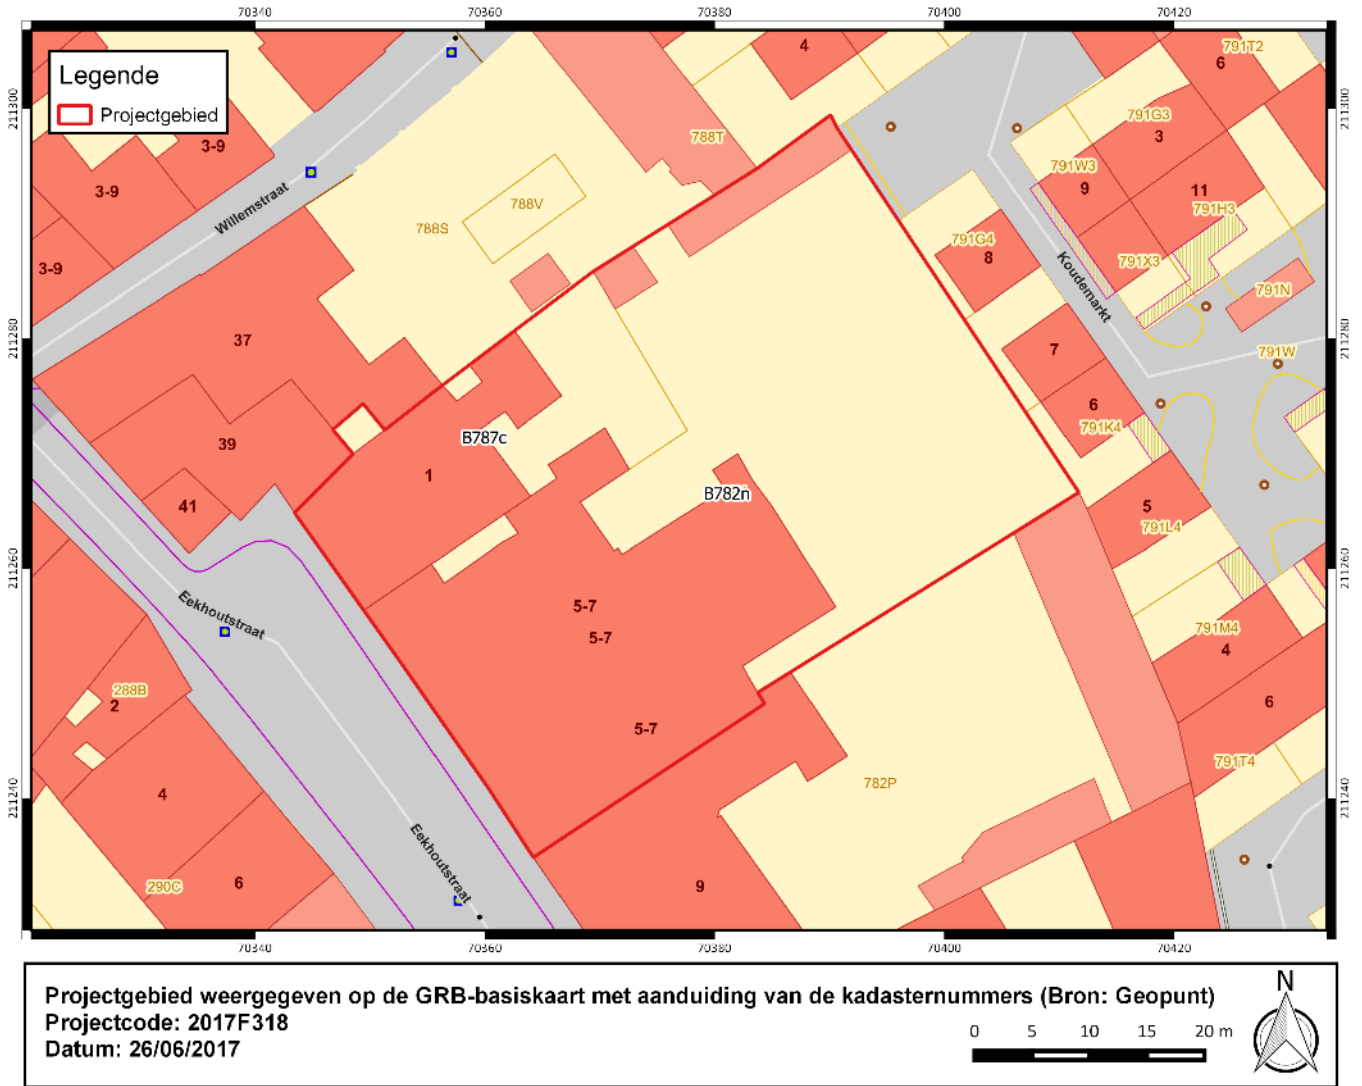 70340
70360
70380
70400
70420
Legende
Projectgebied
211300
211280
211260
211240
211300
211280
211260
211240
4
791T2
6
791G3
3
788T
3-9
3-9
3-9
Willemstraat
788V
788S
791W3
9
11
791H3
791G4
8
791X3
Koudemarkt
791N
791W
37
7
6
791K4
39
B787c
1
41
B782n
5
791L4
Eekhoutstraat
5-7
5-7
5-7
791M4
4
6
288B
2
791T4
782P
4
Eekhoutstraat
290C
6
9
70340
70360
70380
70400
70420
Projectgebied weergegeven op de GRB-basiskaart met aanduiding van de kadasternummers (Bron: Geopunt)
Projectcode: 2017F318
Datum: 26/06/2017
0 5 10 15 20 m
N